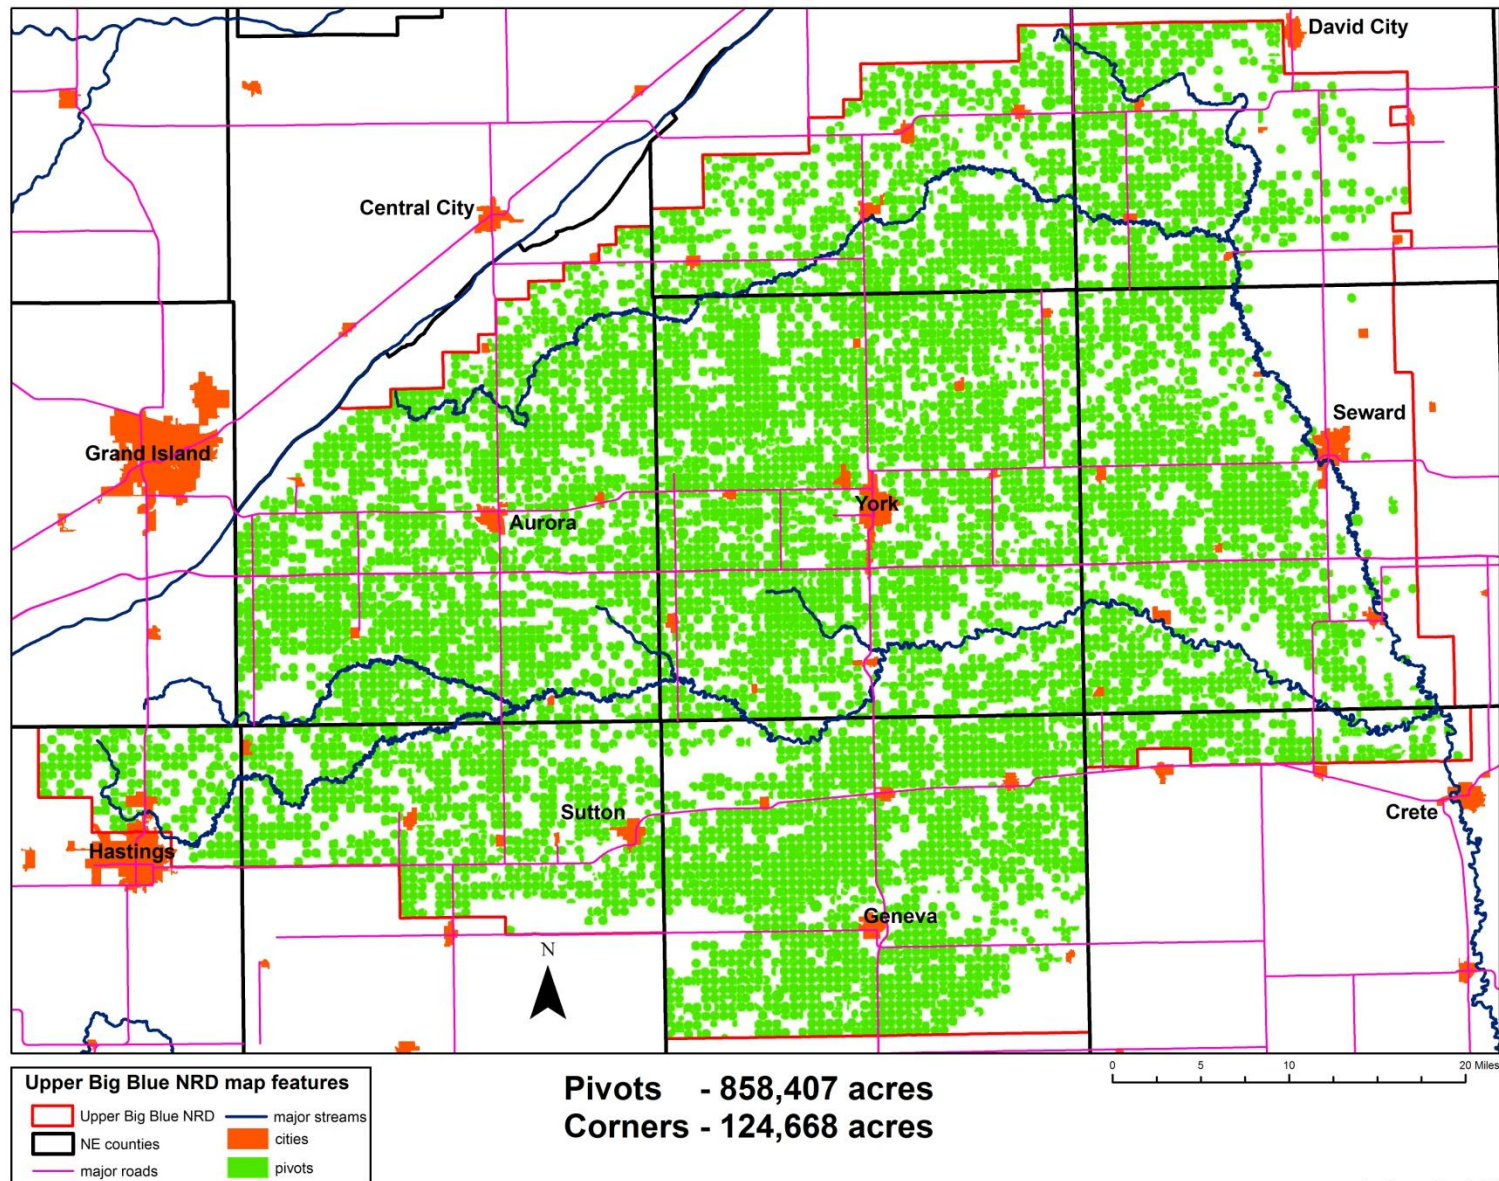 David City
Central City
Grand Island
Seward
York
Aurora
Sutton
Crete
Hastings
Geneva
N
0 5 10 20 Miles
Upper Big Blue NRD map features
Upper Big Blue NRD
major streams
NE counties
cities
major roads
pivots
Pivots - 858,407 acres
Corners - 124,668 acres